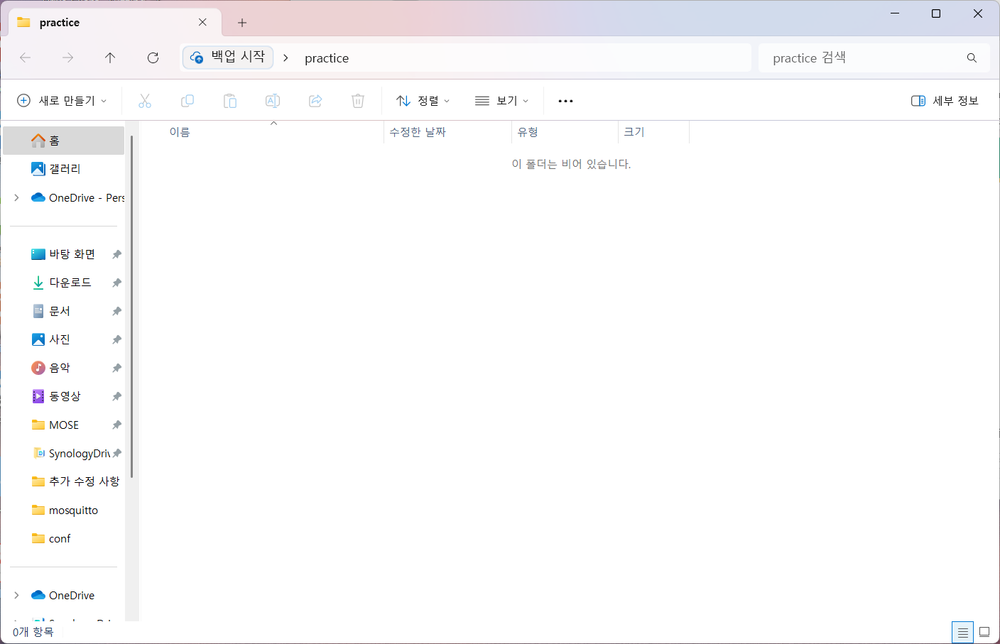 practice
백업 시작
practice
practice 검색
새로 만들기
정렬
보기
세부 정보
이름
수정한 날짜
유형
크기
이 폴더는 비어 있습니다.
홈
갤러리
OneDrive - Pers
바탕 화면
다운로드
문서
사진
음악
동영상
MOSE
SynologyDriv
추가 수정 사항
mosquitto
conf
OneDrive
0개 항목